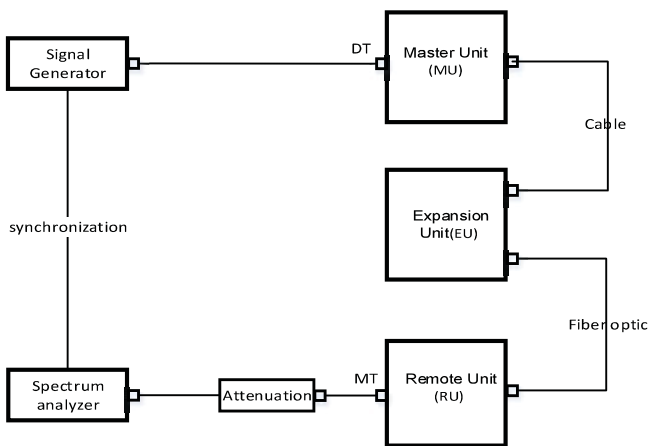 Signal
Generator
DT
Master Unit
(MU)
Cable
Expansion
Unit(EU)
synchronization
Fiber optic
Spectrum
analyzer
Attenuation
MT
Remote Unit
(RU)